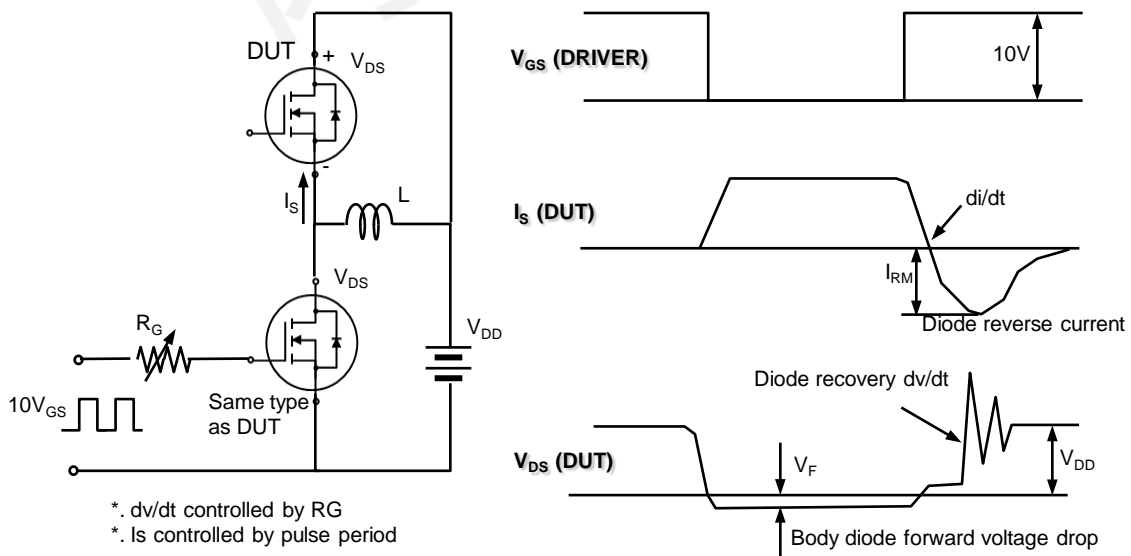 DUT
+
V_DS
-
I_S
L
V_DS
R_G
V_DD
10V_GS
Same type
as DUT
*. dv/dt controlled by RG
*. Is controlled by pulse period
V_GS (DRIVER)
10V
I_S (DUT)
di/dt
I_RM
Diode reverse current
Diode recovery dv/dt
V_DS (DUT)
V_F
V_DD
Body diode forward voltage drop